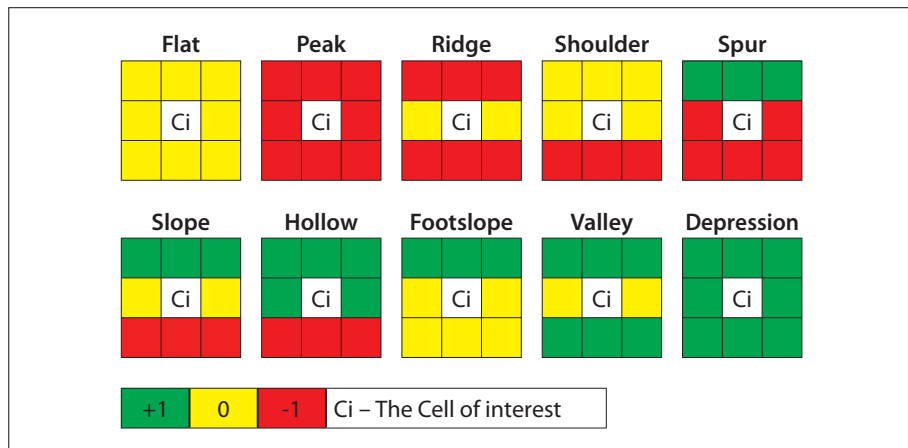 Flat Peak Ridge Shoulder Spur
Ci Ci Ci Ci Ci
Slope Hollow Footslope Valley Depression
Ci Ci Ci Ci Ci
+1 0 -1 Ci – The Cell of interest